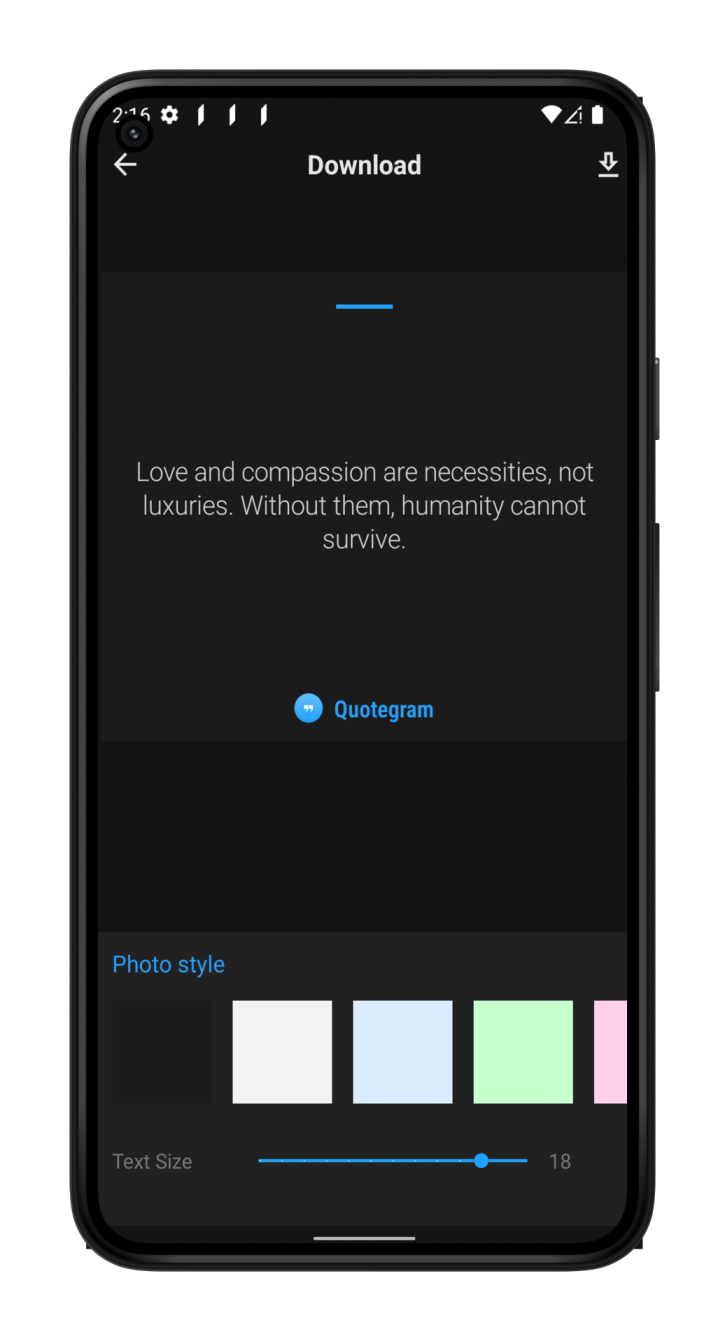 2:16
Download
Love and compassion are necessities, not
luxuries. Without them, humanity cannot
survive.
Quotegram
Photo style
Text Size
18